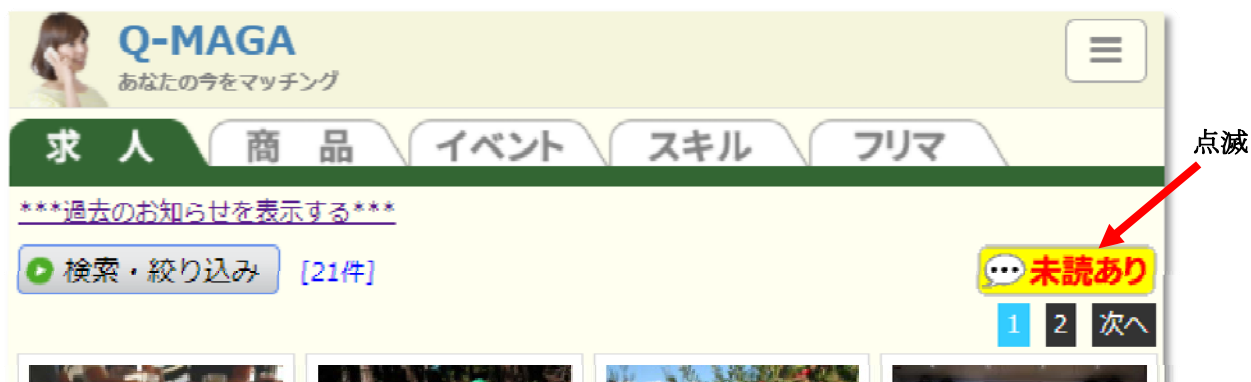 Q-MAGA
あなたの今をマッチング
求 人
商 品
イベント
スキル
フリマ
点滅
***過去のお知らせを表示する***
検索・絞り込み
[21件]
未読あり
1 2 次へ